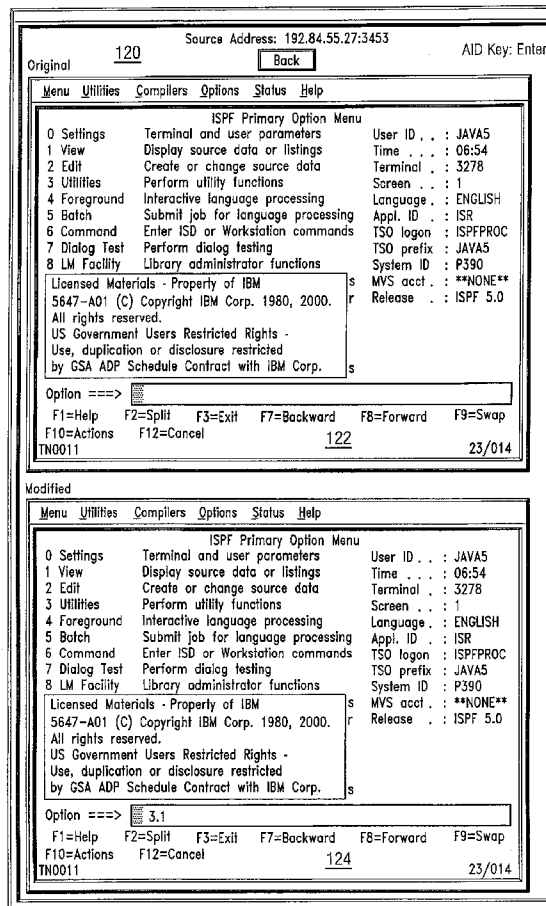 Source Address: 192.84.55.27:3453
120
AID Key: Enter
Original
Back
Menu Utilities Compilers Options Status Help
ISPF Primary Option Menu
0 Settings Terminal and user parameters User ID . . : JAVA5
1 View Display source data or listings Time . . . : 06:54
2 Edit Create or change source data Terminal . : 3278
3 Utilities Perform utility functions Screen . . : 1
4 Foreground Interactive language processing Language . : ENGLISH
5 Batch Submit job for language processing Appl. ID . : ISR
6 Command Enter ISD or Workstation commands TSO logon : ISPFPROC
7 Dialog Test Perform dialog testing TSO prefix : JAVA5
8 LM Facility Library administrator functions System ID : P390
Licensed Materials - Property of IBM s MVS acct . : **NONE**
5647-A01 (C) Copyright IBM Corp. 1980, 2000. r Release . : ISPF 5.0
All rights reserved.
US Government Users Restricted Rights -
Use, duplication or disclosure restricted
by GSA ADP Schedule Contract with IBM Corp. s
Option ===>
F1=Help F2=Split F3=Exit F7=Backward F8=Forward F9=Swap
F10=Actions F12=Cancel 122
TN0011 23/014
Modified
Menu Utilities Compilers Options Status Help
ISPF Primary Option Menu
0 Settings Terminal and user parameters User ID . . : JAVA5
1 View Display source data or listings Time . . . : 06:54
2 Edit Create or change source data Terminal : 3278
3 Utilities Perform utility functions Screen . . : 1
4 Foreground Interactive language processing Language . : ENGLISH
5 Batch Submit job for language processing Appl. ID . : ISR
6 Command Enter ISD or Workstation commands TSO logon : ISPFPROC
7 Dialog Test Perform dialog testing TSO prefix : JAVA5
8 LM Facility Library administrator functions System ID : P390
Licensed Materials - Property of IBM s MVS acct . : **NONE**
5647-A01 (C) Copyright IBM Corp. 1980, 2000. r Release . : ISPF 5.0
All rights reserved.
US Government Users Restricted Rights -
Use, duplication or disclosure restricted
by GSA ADP Schedule Contract with IBM Corp. s
Option ===> 3.1
F1=Help F2=Split F3=Exit F7=Backward F8=Forward F9=Swap
F10=Actions F12=Cancel 124
TN0011 23/014